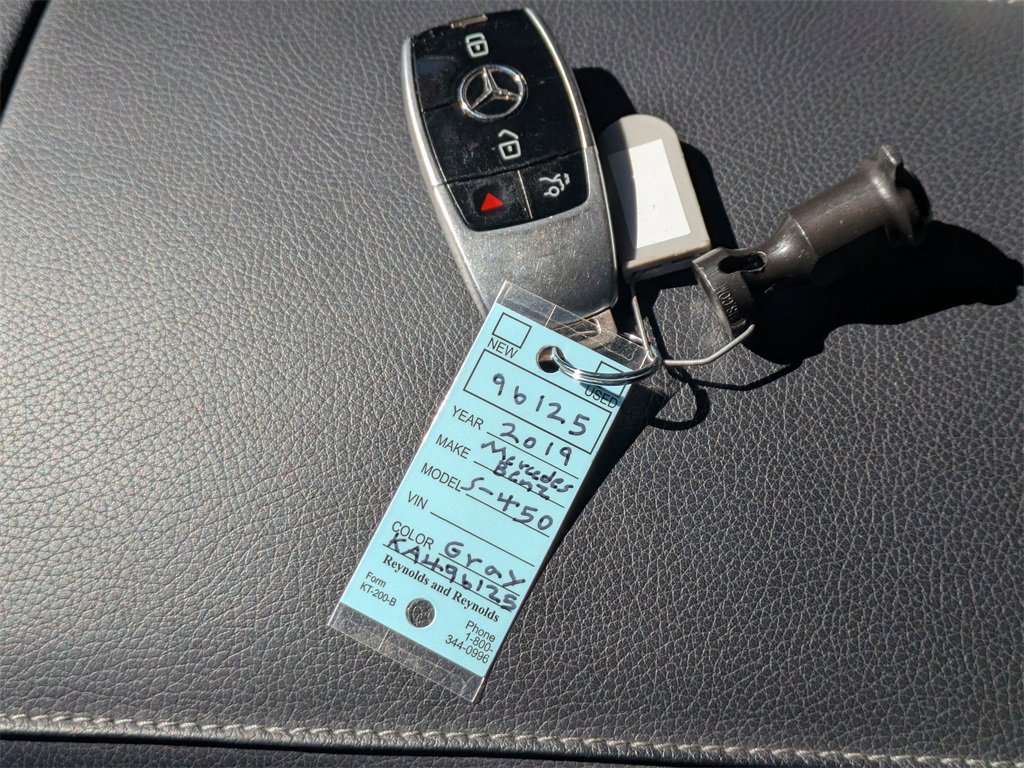 NEW
USED
96125
YEAR 2019
MAKE Mercedes
Benz
MODEL S-450
VIN
COLOR Gray
KA496125
Reynolds and Reynolds
Form
KT-200-B
Phone
1-800-
344-0996